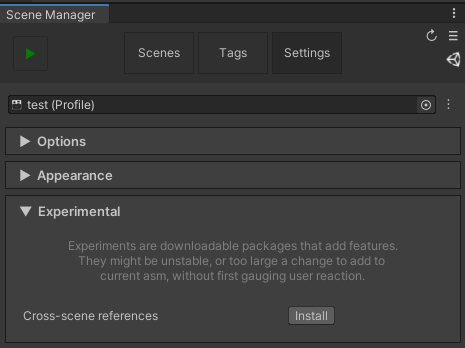 Scene Manager
Scenes
Tags
Settings
test (Profile)
Options
Appearance
Experimental
Experiments are downloadable packages that add features.
They might be unstable, or too large a change to add to
current asm, without first gauging user reaction.
Cross-scene references
Install